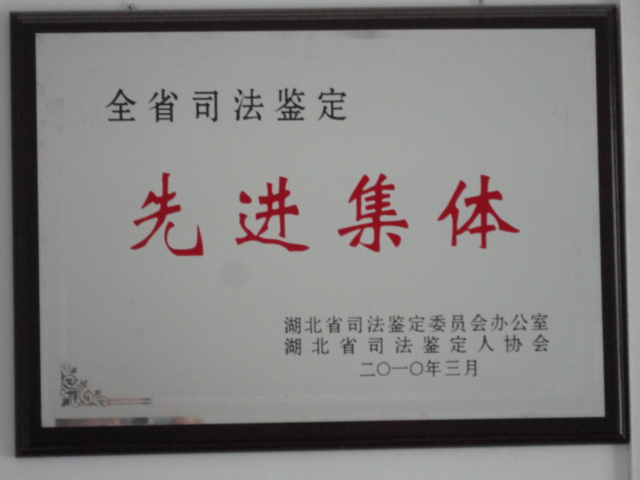 全省司法鉴定
先进集体
湖北省司法鉴定委员会办公室
湖北省司法鉴定人协会
二〇一〇年三月